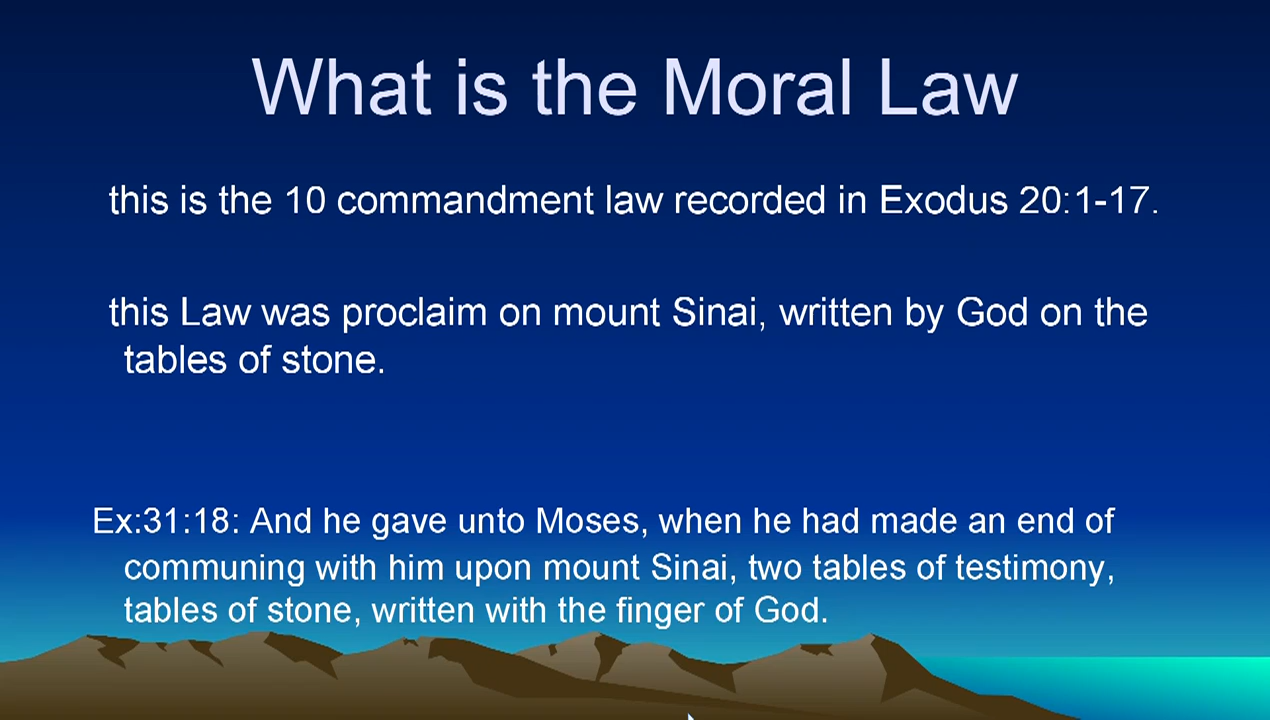 What is the Moral Law
this is the 10 commandment law recorded in Exodus 20:1-17.
this Law was proclaim on mount Sinai, written by God on the
tables of stone.
Ex:31:18: And he gave unto Moses, when he had made an end of
communing with him upon mount Sinai, two tables of testimony,
tables of stone, written with the finger of God.